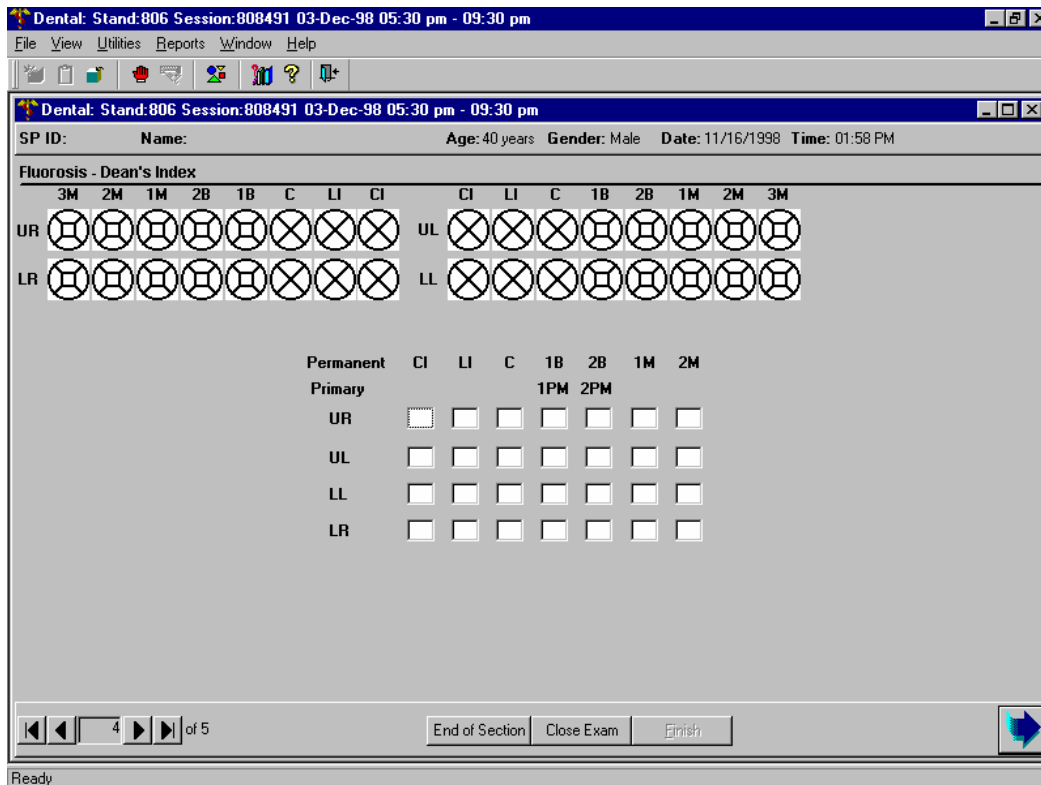 Dental: Stand:806 Session:808491 03-Dec-98 05:30 pm - 09:30 pm
File View Utilities Reports Window Help
Dental: Stand:806 Session:808491 03-Dec-98 05:30 pm - 09:30 pm
SP ID: Name: Age: 40 years Gender: Male Date: 11/16/1998 Time: 01:58 PM
Fluorosis - Dean's Index
3M 2M 1M 2B 1B C LI CI CI LI C 1B 2B 1M 2M 3M
UR UL
LR LL
Permanent CI LI C 1B 2B 1M 2M
Primary 1PM 2PM
UR
UL
LL
LR
4 of 5 End of Section Close Exam Finish
Ready